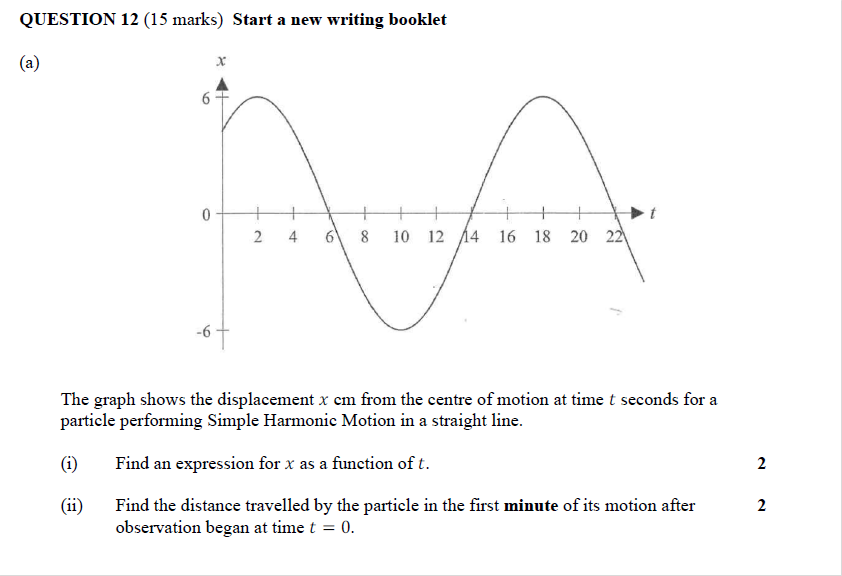 QUESTION 12 (15 marks) Start a new writing booklet
(a)
x
6
0
t
2 4 6 8 10 12 14 16 18 20 22
-6
The graph shows the displacement x cm from the centre of motion at time t seconds for a
particle performing Simple Harmonic Motion in a straight line.
(i) Find an expression for x as a function of t. 2
(ii) Find the distance travelled by the particle in the first minute of its motion after 2
observation began at time t = 0.